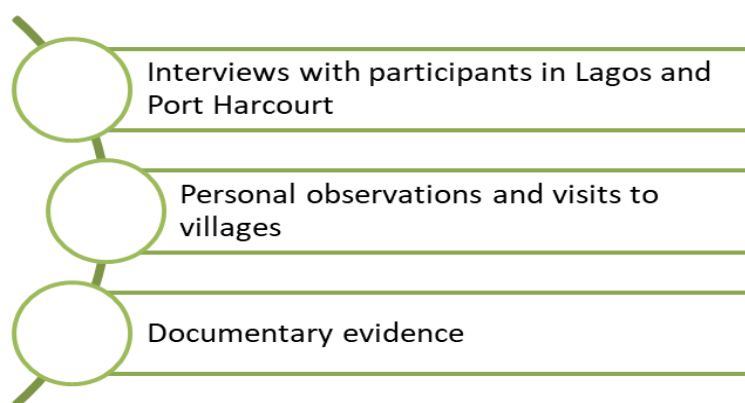 Interviews with participants in Lagos and
Port Harcourt
Personal observations and visits to
villages
Documentary evidence